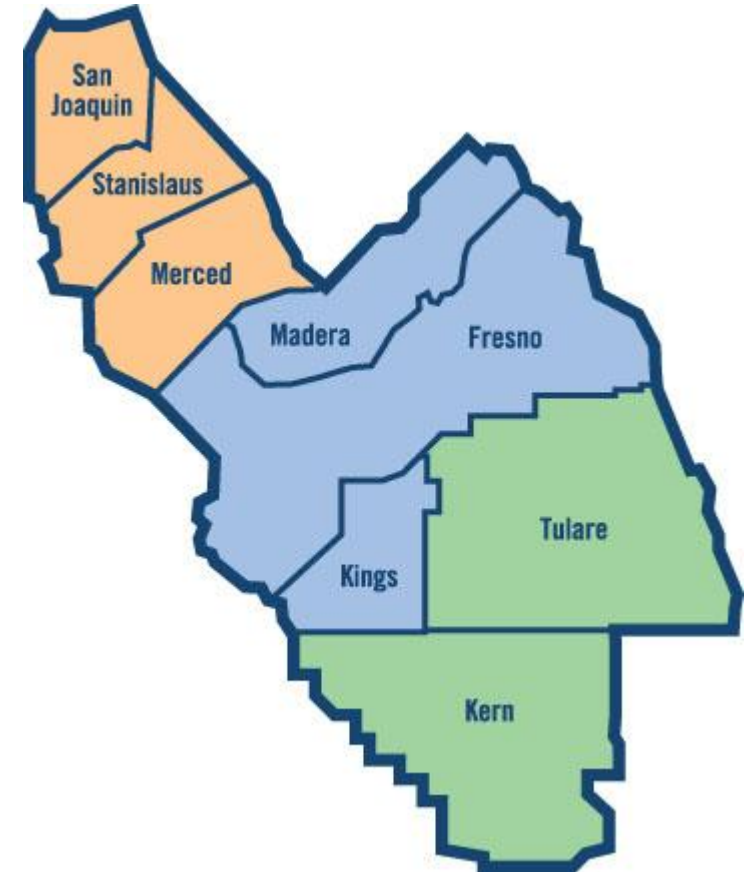 San
Joaquin
Stanislaus
Merced
Madera
Fresno
Tulare
Kings
Kern